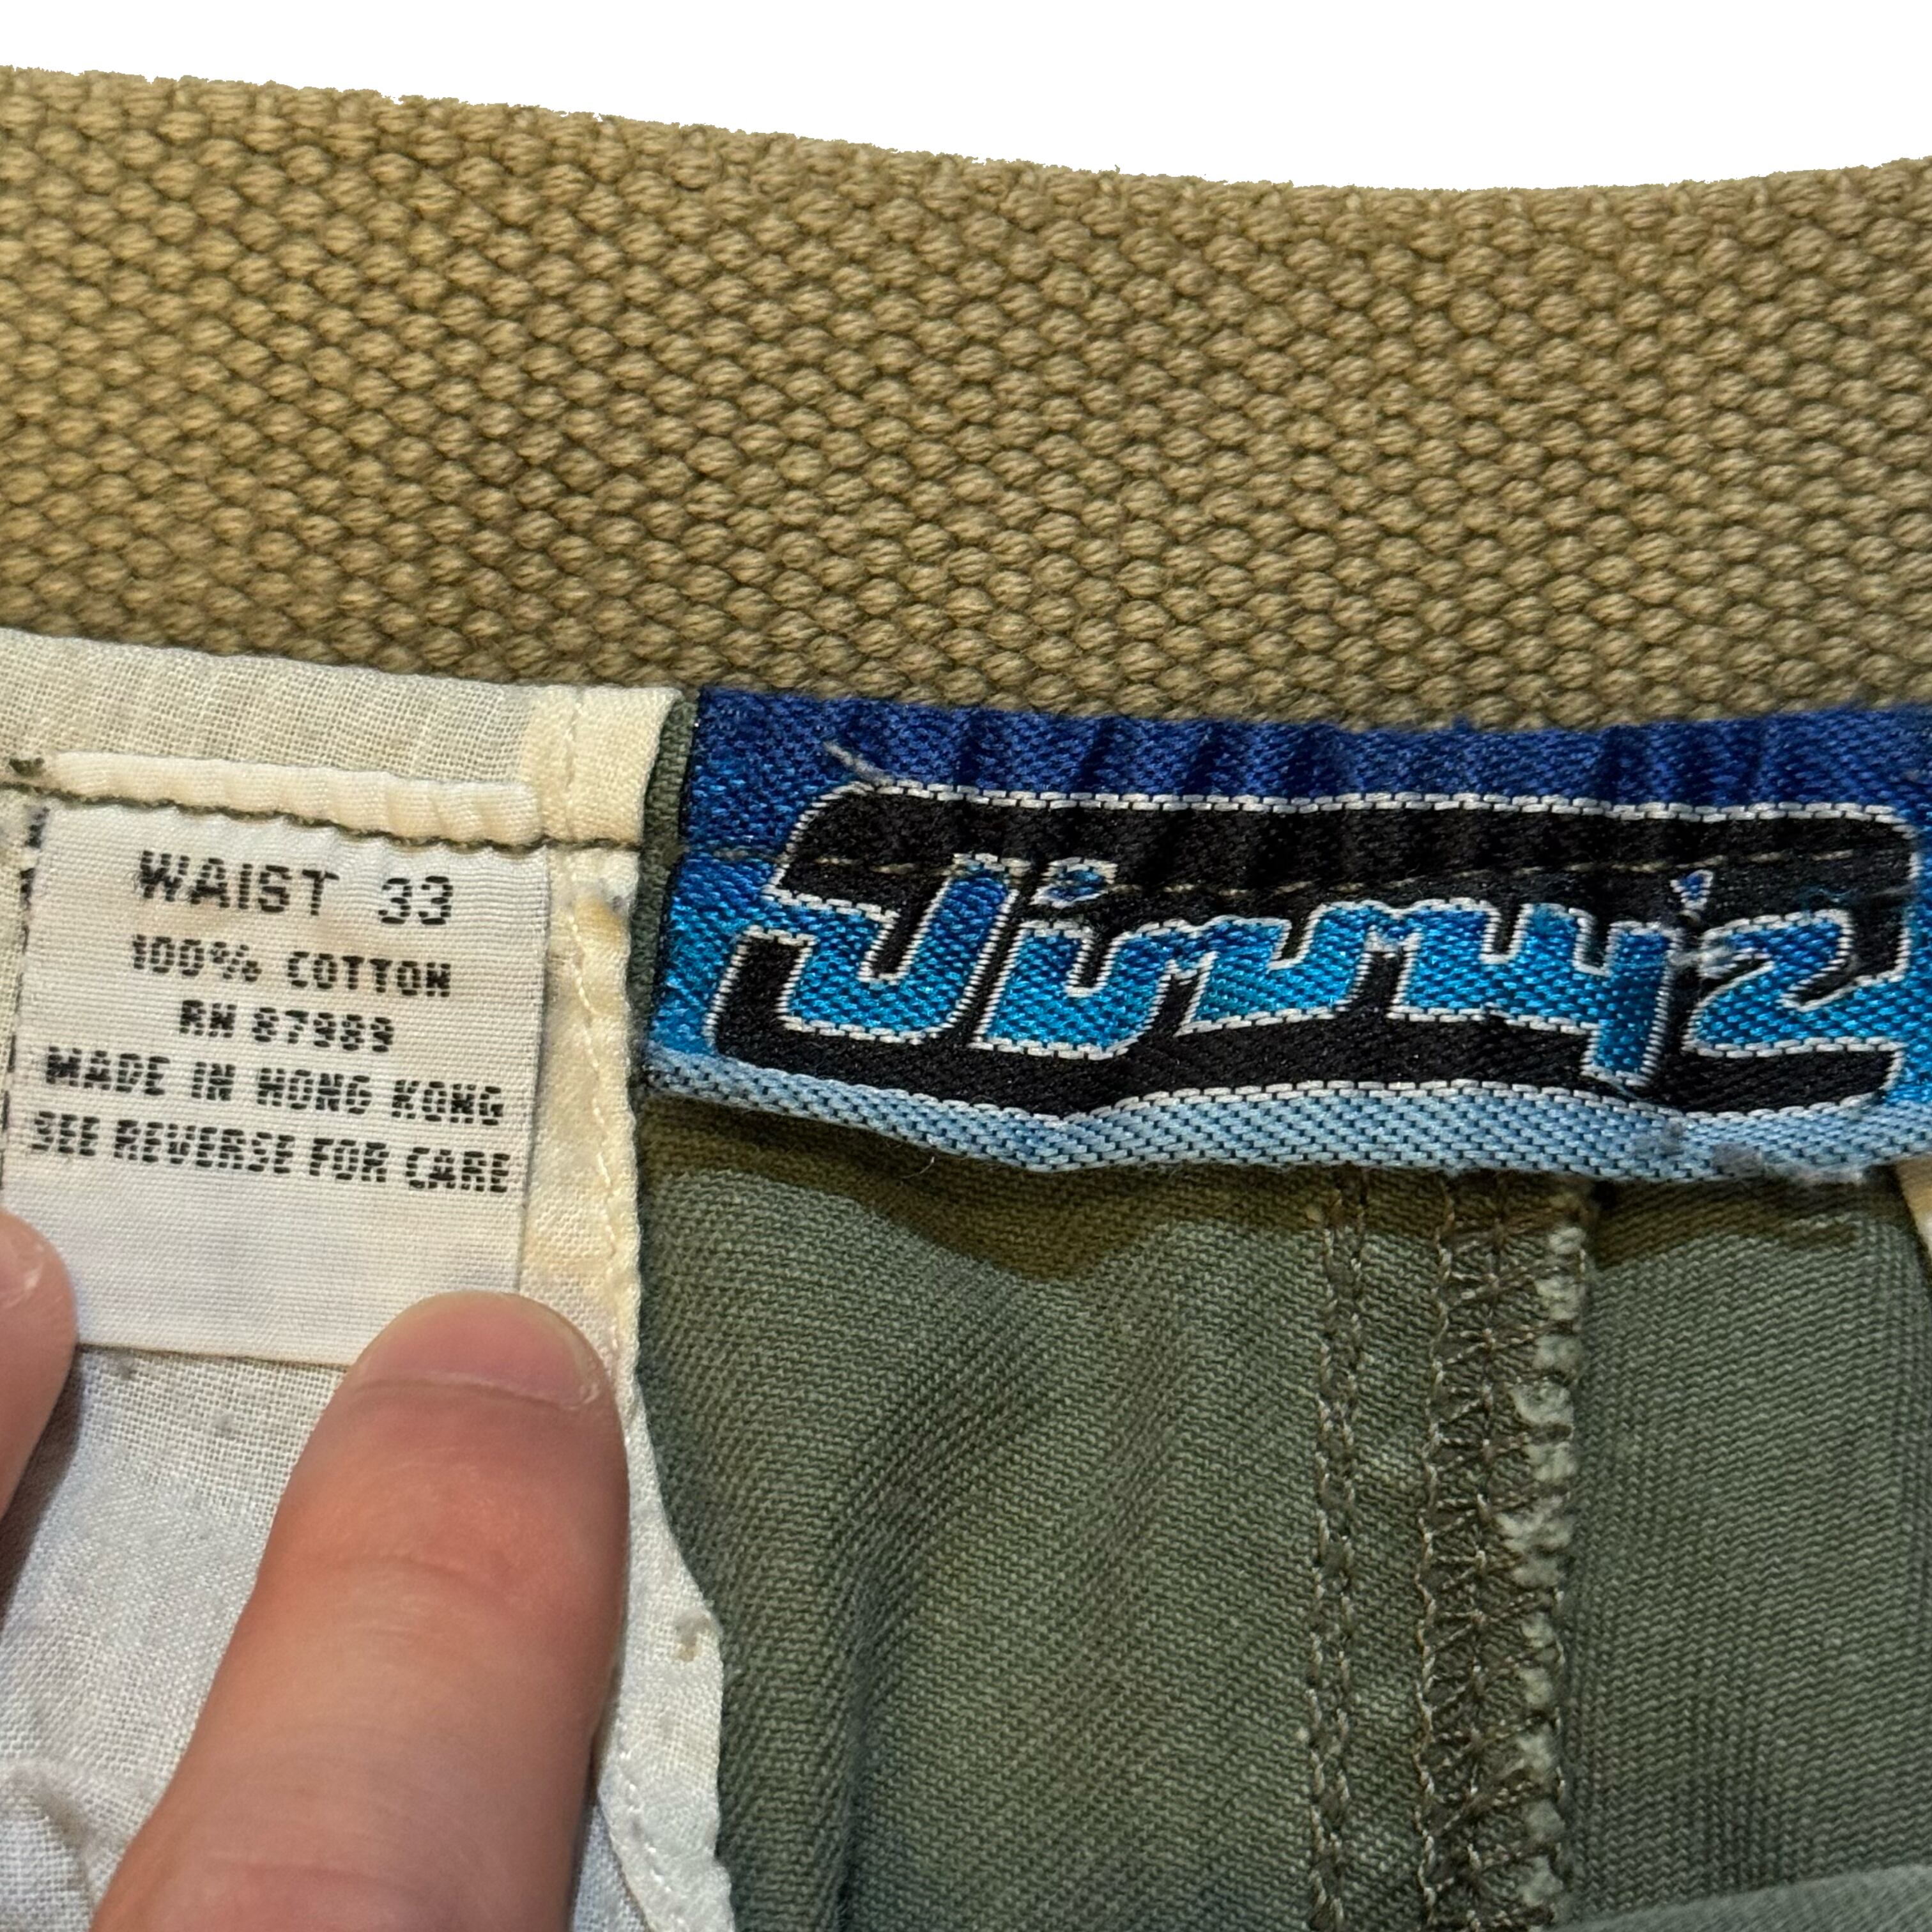 WAIST 33
100% COTTON
RN 87989
MADE IN HONG KONG
SEE REVERSE FOR CARE
Jimmy'z